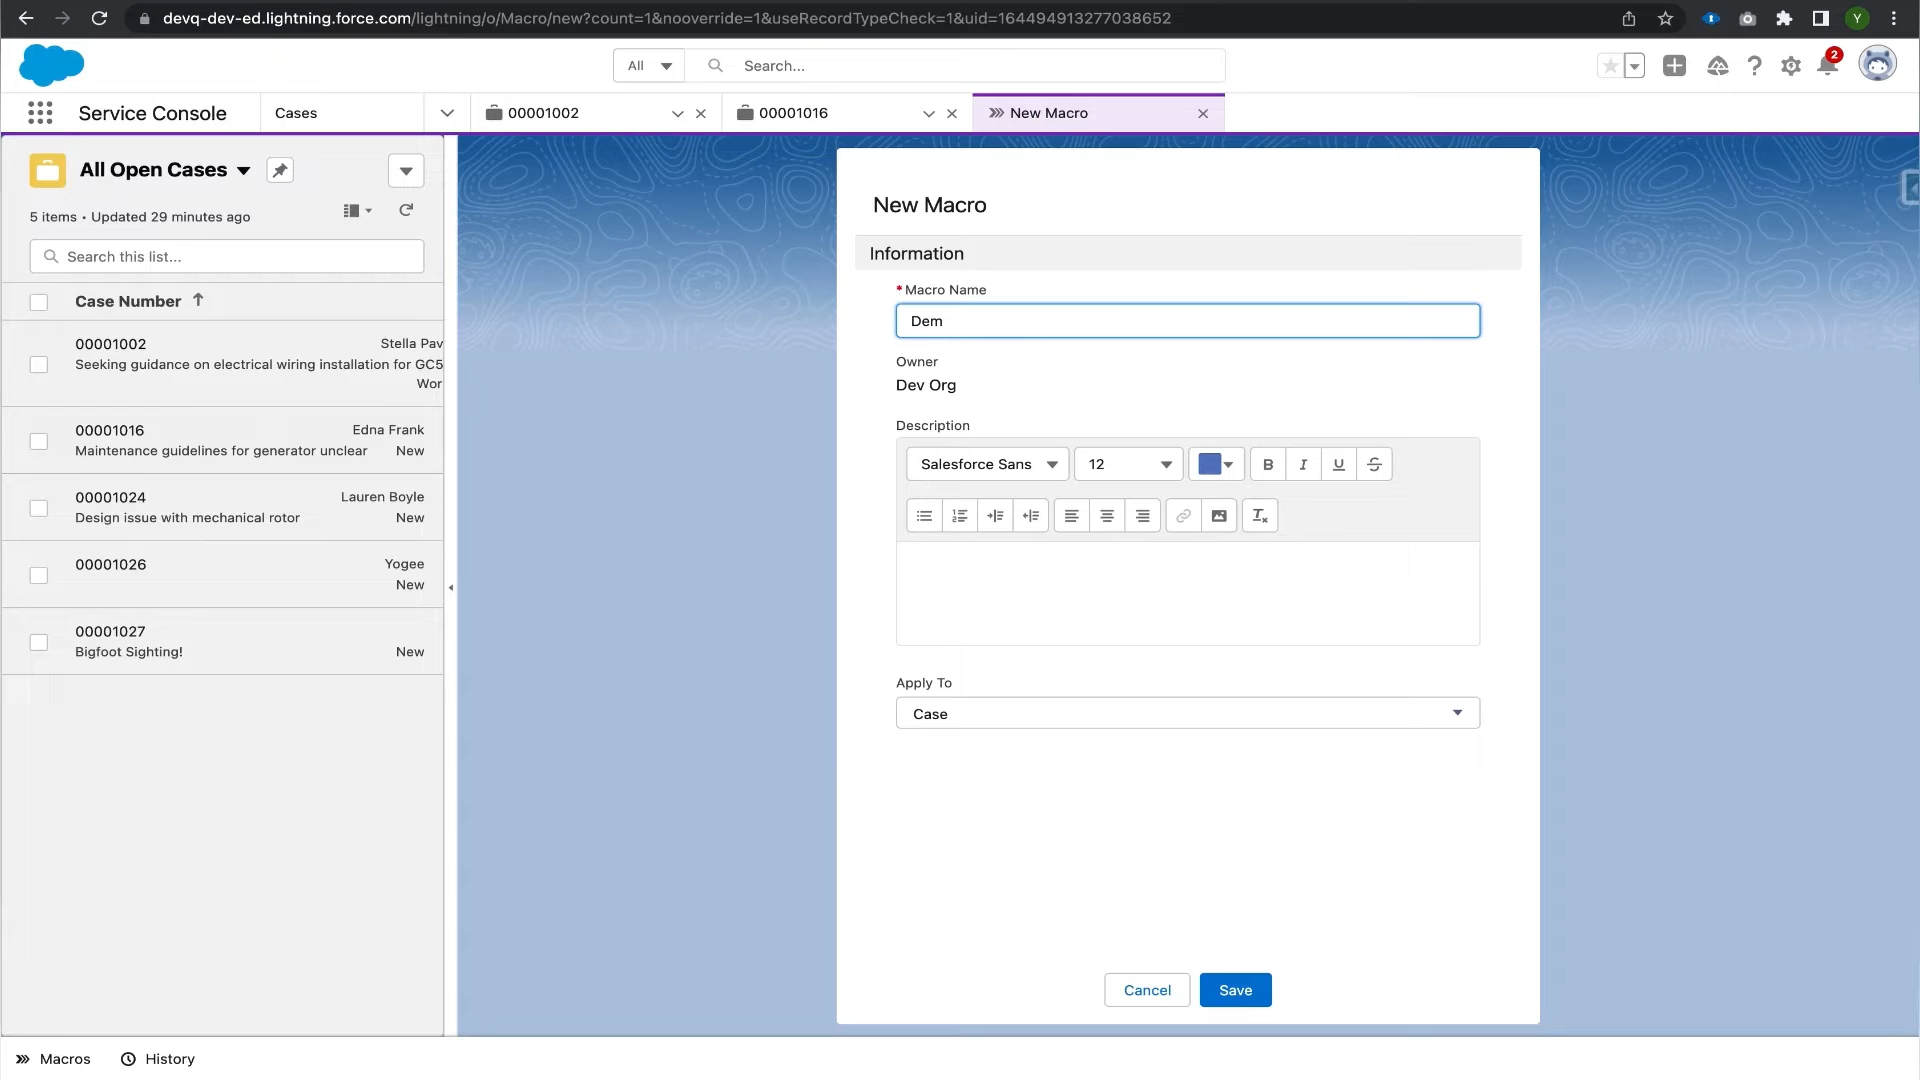 devq-dev-ed.lightning.force.com/lightning/o/Macro/new?count=1&nooverride=1&useRecordTypeCheck=1&uid=164494913277038652
Y
All
Search...
2
Service Console
Cases
00001002
00001016
New Macro
All Open Cases
5 items • Updated 29 minutes ago
Search this list...
Case Number
00001002
Stella Pav
Seeking guidance on electrical wiring installation for GC5
Wor
00001016
Edna Frank
Maintenance guidelines for generator unclear
New
00001024
Lauren Boyle
Design issue with mechanical rotor
New
00001026
Yogee
New
00001027
Bigfoot Sighting!
New
New Macro
Information
*Macro Name
Dem
Owner
Dev Org
Description
Salesforce Sans
12
B I U S
Apply To
Case
Cancel
Save
Macros
History